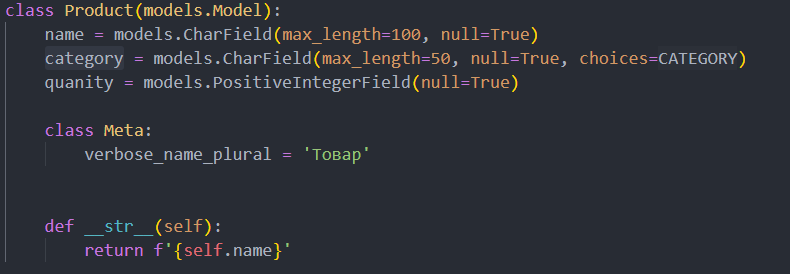 class Product(models.Model):
    name = models.CharField(max_length=100, null=True)
    category = models.CharField(max_length=50, null=True, choices=CATEGORY)
    quanity = models.PositiveIntegerField(null=True)
    class Meta:
        verbose_name_plural = 'Товар'
    def __str__(self):
        return f'{self.name}'